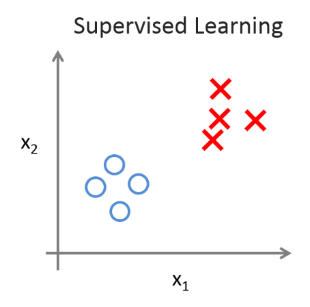 Supervised Learning
x₂
x₁